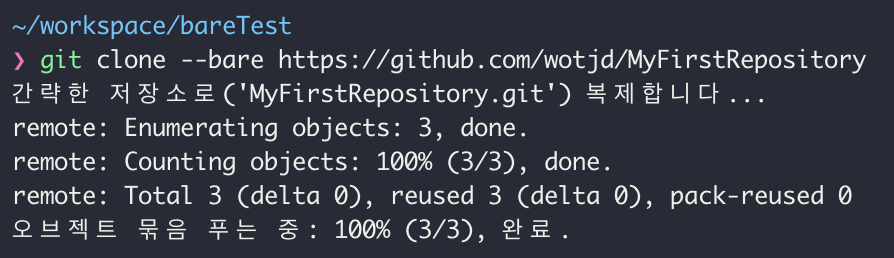 ~/workspace/bareTest
❯ git clone --bare https://github.com/wotjd/MyFirstRepository
간략한 저장소로('MyFirstRepository.git') 복제합니다...
remote: Enumerating objects: 3, done.
remote: Counting objects: 100% (3/3), done.
remote: Total 3 (delta 0), reused 3 (delta 0), pack-reused 0
오브젝트 묶음 푸는 중: 100% (3/3), 완료.